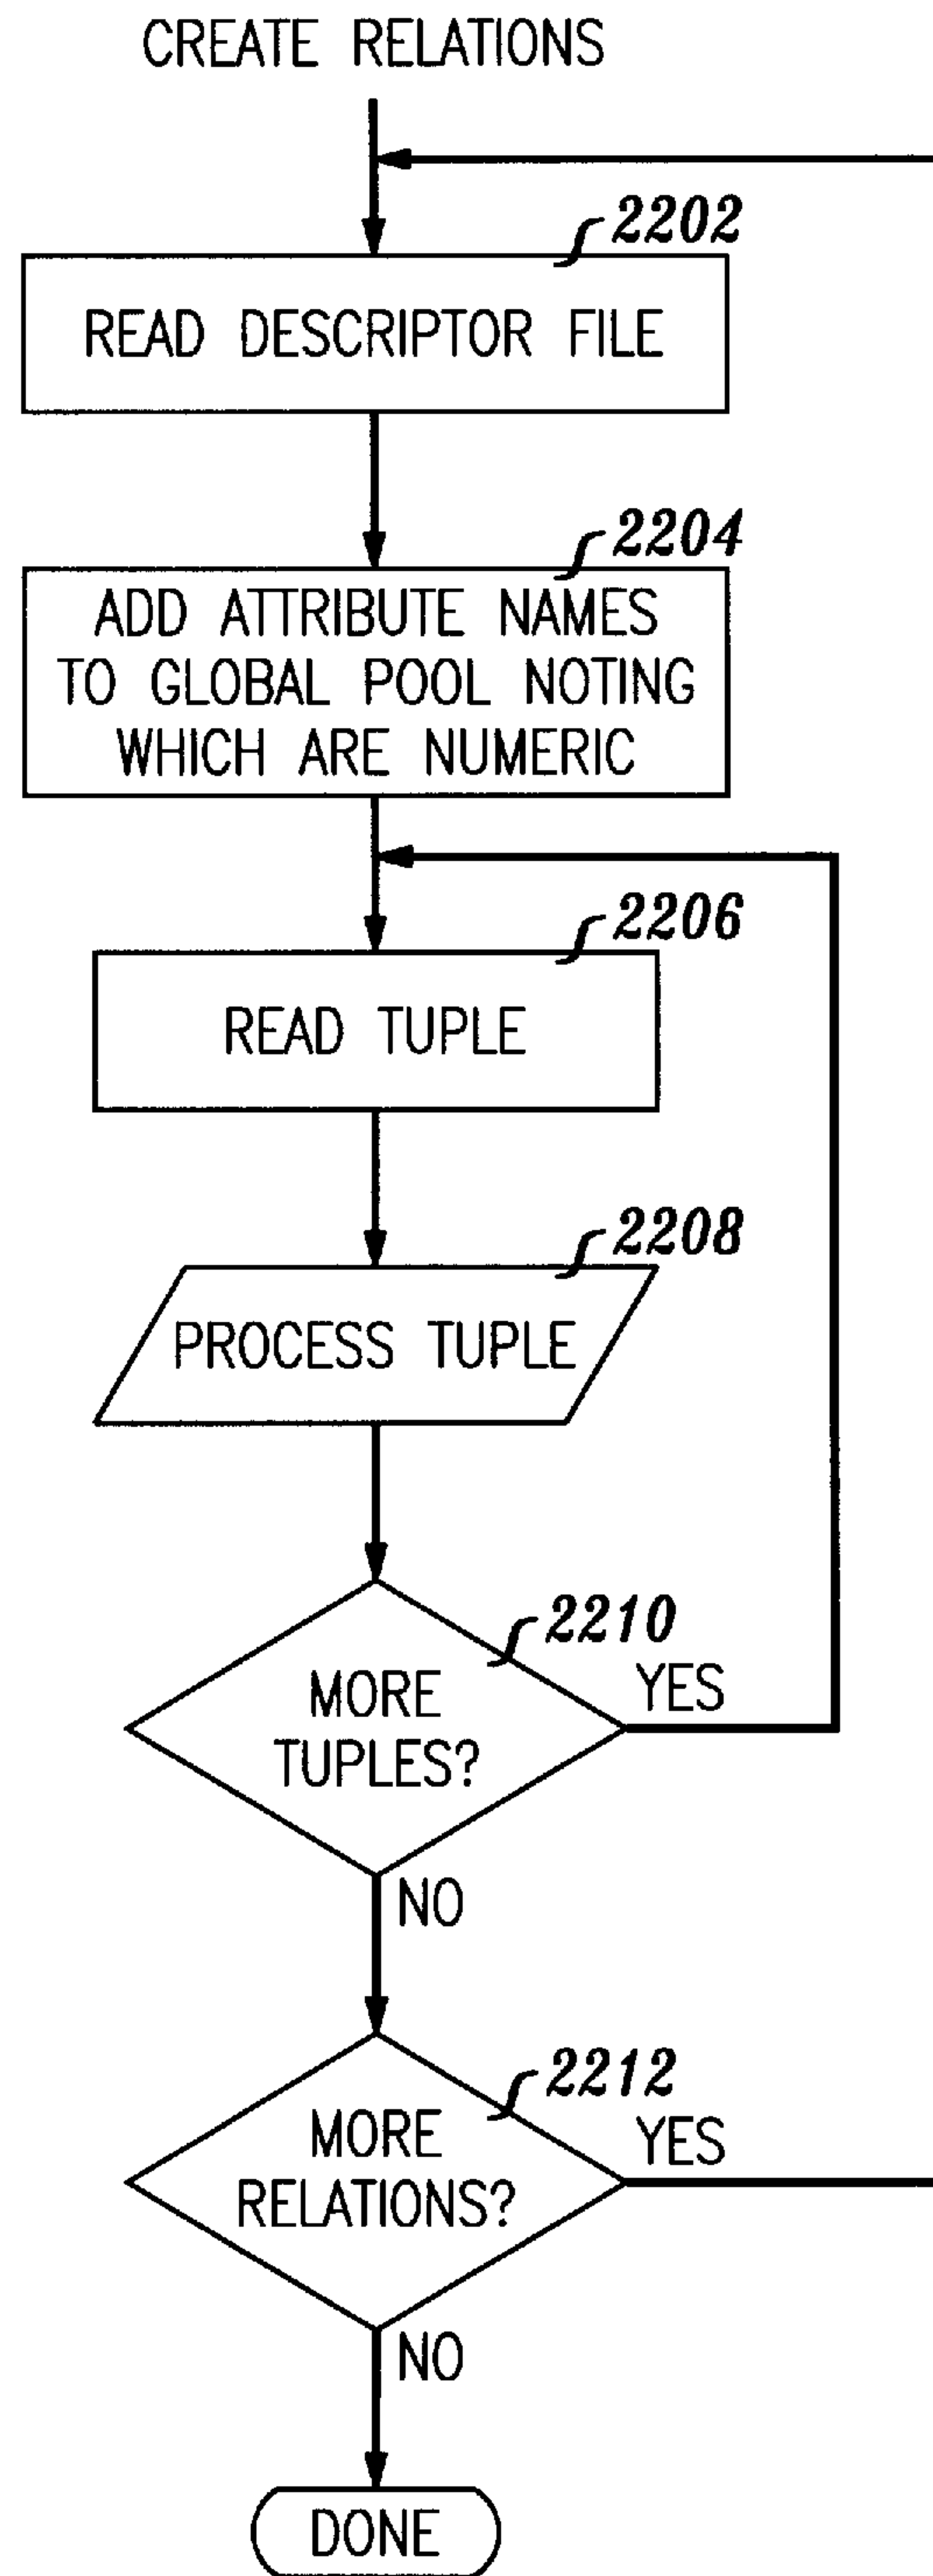 CREATE RELATIONS
2202
READ DESCRIPTOR FILE
2204
ADD ATTRIBUTE NAMES
TO GLOBAL POOL NOTING
WHICH ARE NUMERIC
2206
READ TUPLE
2208
PROCESS TUPLE
2210
MORE
TUPLES?
YES
NO
2212
MORE
RELATIONS?
YES
NO
DONE